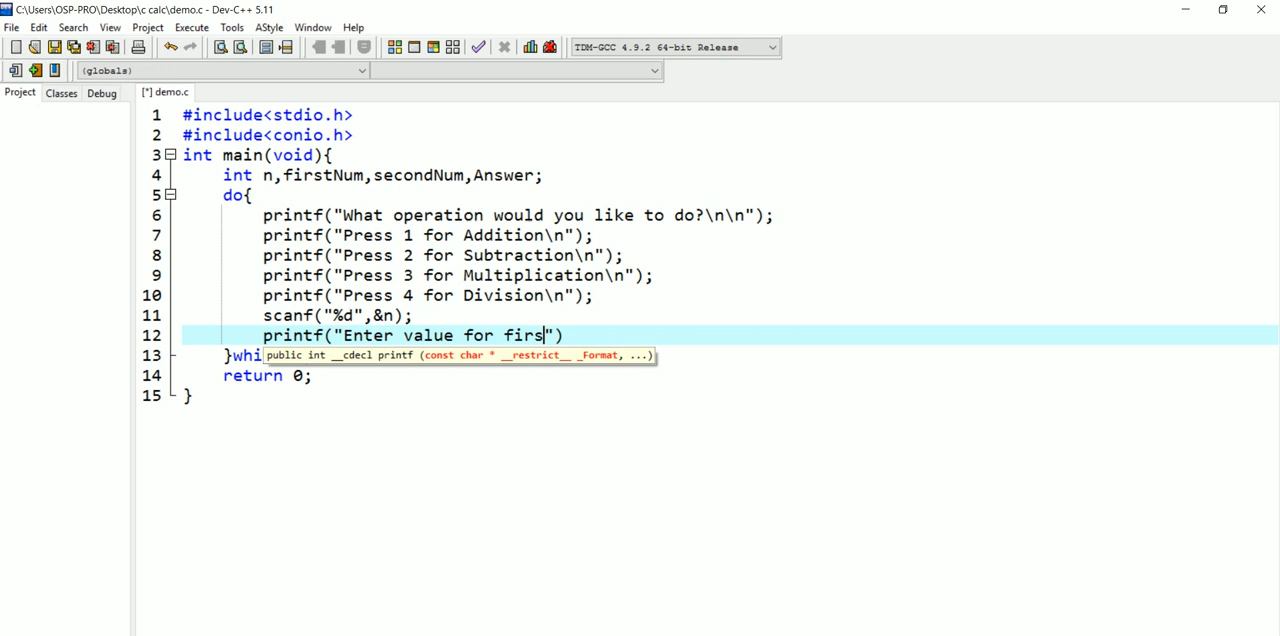 C:\Users\OSP-PRO\Desktop\c calc\demo.c - Dev-C++ 5.11
File Edit Search View Project Execute Tools AStyle Window Help
TDM-GCC 4.9.2 64-bit Release
(globals)
Project Classes Debug [*] demo.c
1 #include<stdio.h>
2 #include<conio.h>
3 int main(void){
4 int n,firstNum,secondNum,Answer;
5 do{
6 printf("What operation would you like to do?\n\n");
7 printf("Press 1 for Addition\n");
8 printf("Press 2 for Subtraction\n");
9 printf("Press 3 for Multiplication\n");
10 printf("Press 4 for Division\n");
11 scanf("%d",&n);
12 printf("Enter value for firs")
13 }whi public int __cdecl printf (const char * __restrict__ _Format, ...)
14 return 0;
15 }